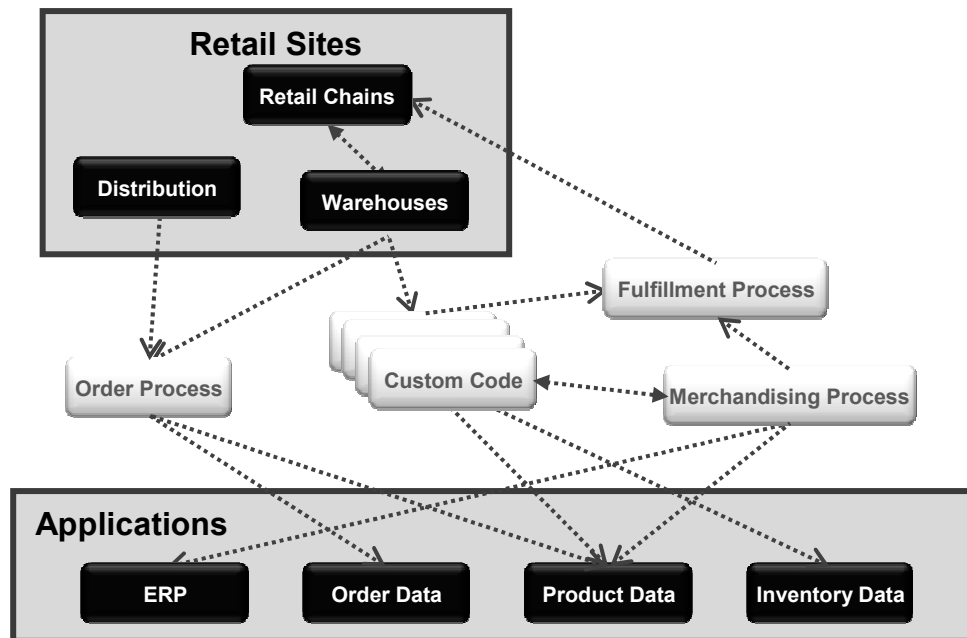 Retail Sites
Retail Chains
Distribution
Warehouses
Fulfillment Process
Order Process
Custom Code
Merchandising Process
Applications
ERP
Order Data
Product Data
Inventory Data